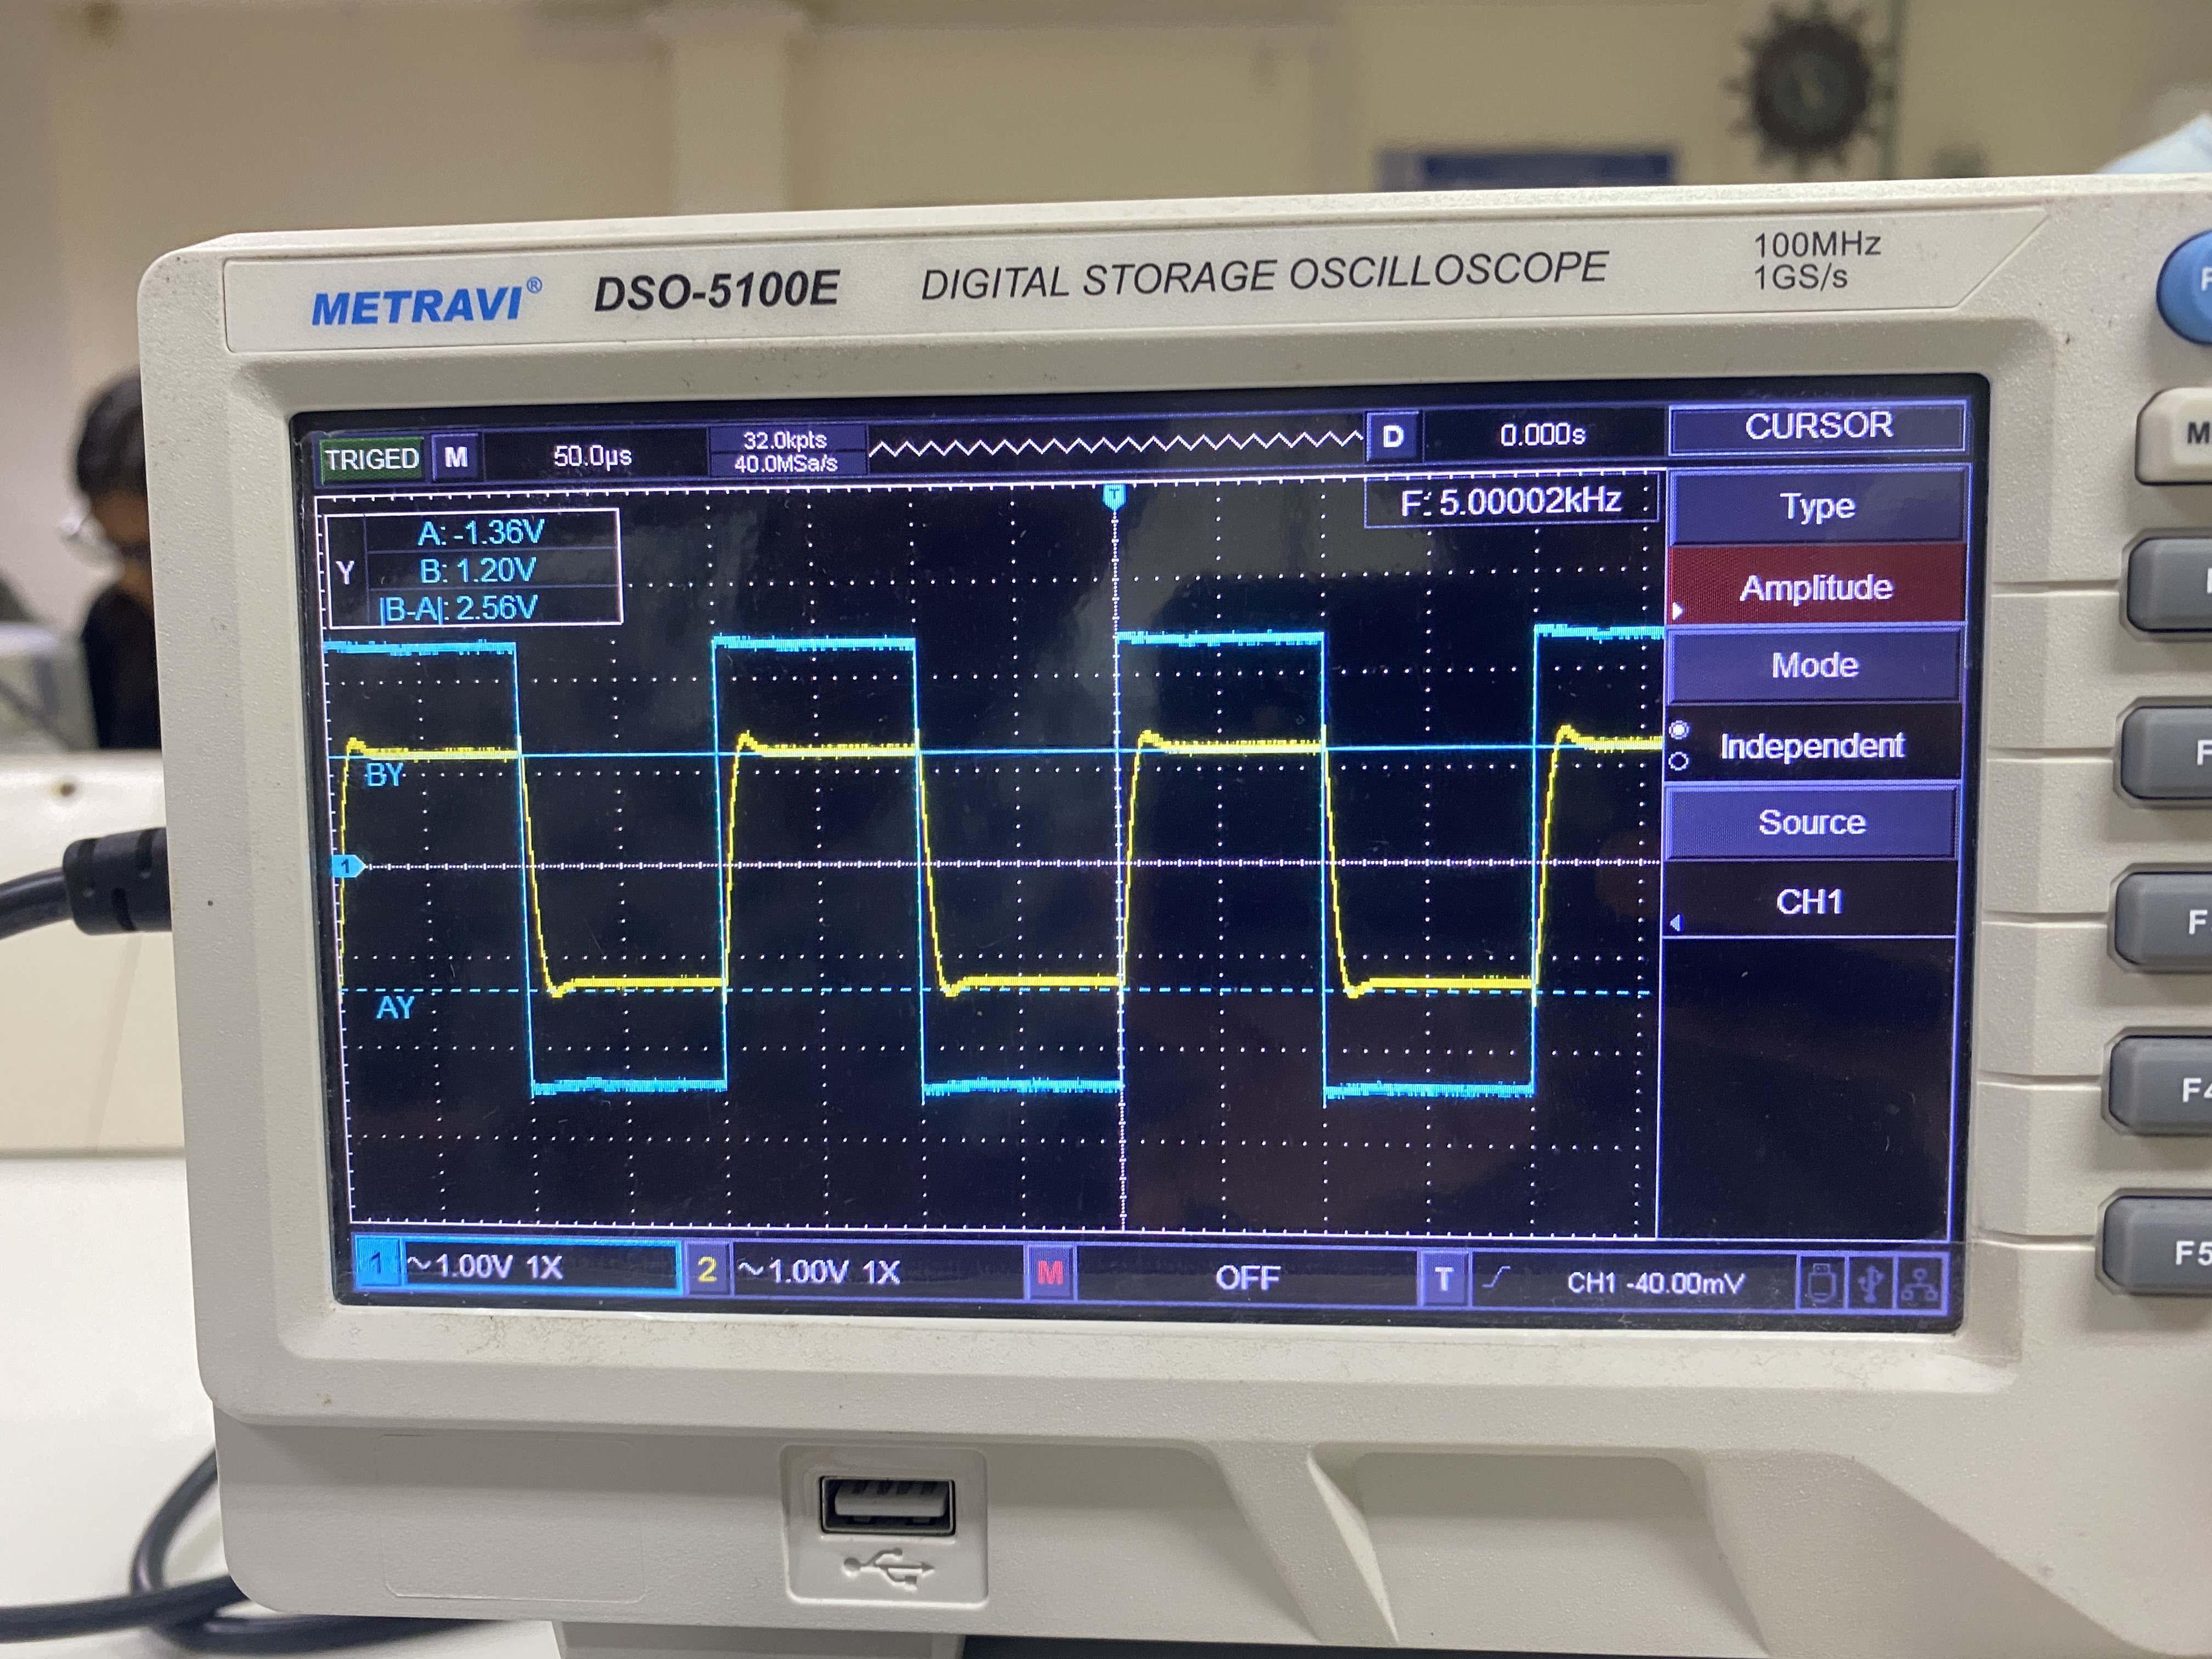 METRAVI® DSO-5100E DIGITAL STORAGE OSCILLOSCOPE 100MHz
1GS/s
TRIGED M 50.0µs 32.0kpts D 0.000s CURSOR
40.0MSa/s
T
F: 5.00002kHz
Y
A: -1.36V
B: 1.20V
|B-A|: 2.56V
Type
Amplitude
Mode
Independent
Source
CH1
BY
1
AY
1 ~1.00V 1X 2 ~1.00V 1X M OFF T CH1 -40.00mV
M
F
F
F4
F5